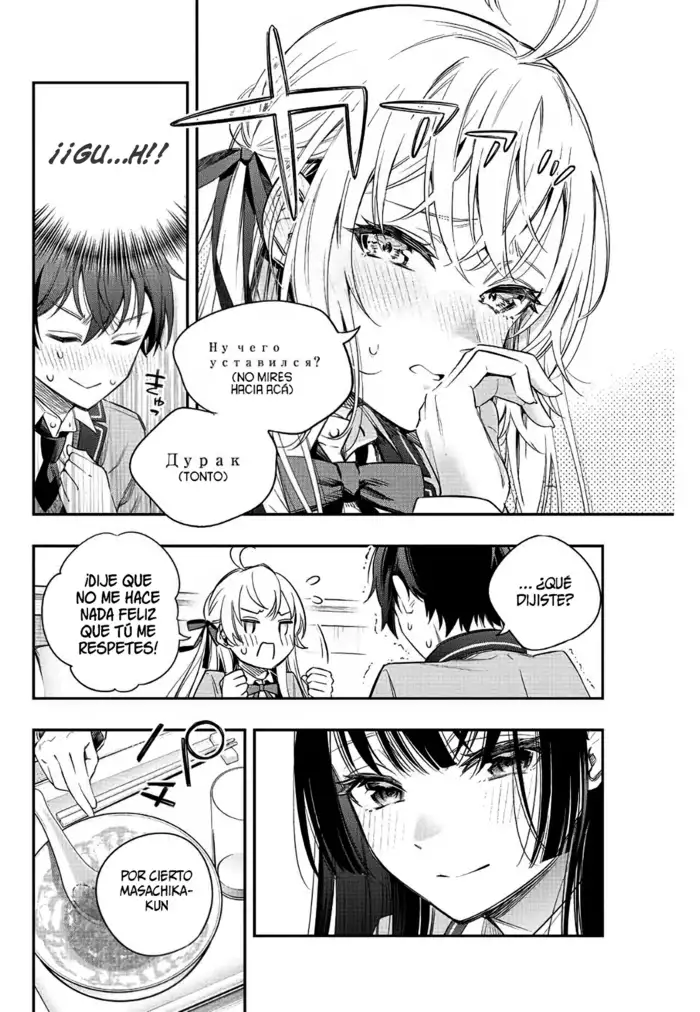 Ну чего
уставился?
(NO MIRES
HACIA ACÁ)
Дурак
(TONTO)
¡¡GU...H!!
... ¿QUÉ
DIJISTE?
¡DIJE QUE
NO ME HACE
NADA FELIZ
QUE TÚ ME
RESPETES!
POR CIERTO
MASACHIKA-
KUN